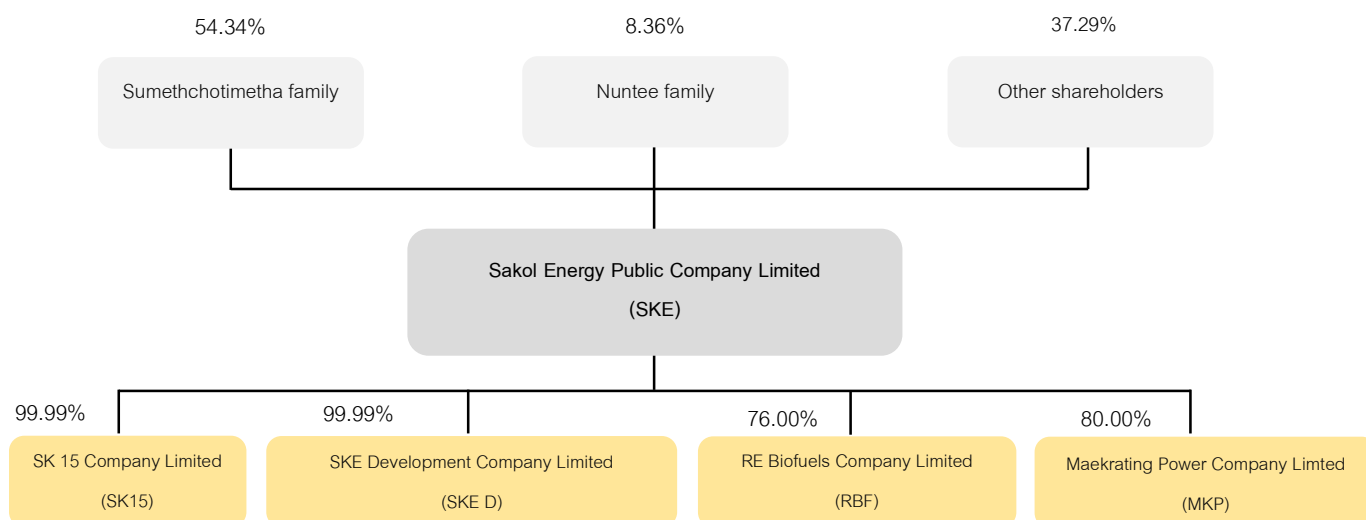 54.34%
8.36%
37.29%
Sumethchotimetha family
Nuntee family
Other shareholders
Sakol Energy Public Company Limited
(SKE)
99.99%
99.99%
76.00%
80.00%
SK 15 Company Limited
(SK15)
SKE Development Company Limited
(SKE D)
RE Biofuels Company Limited
(RBF)
Maekrating Power Company Limted
(MKP)